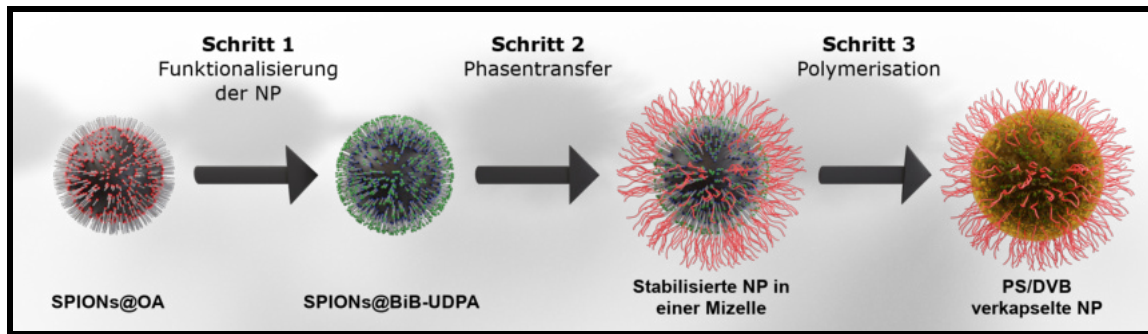 Schritt 1
Funktionalisierung
der NP
Schritt 2
Phasentransfer
Schritt 3
Polymerisation
SPIONs@OA
SPIONs@BiB-UDPA
Stabilisierte NP in
einer Mizelle
PS/DVB
verkapselte NP